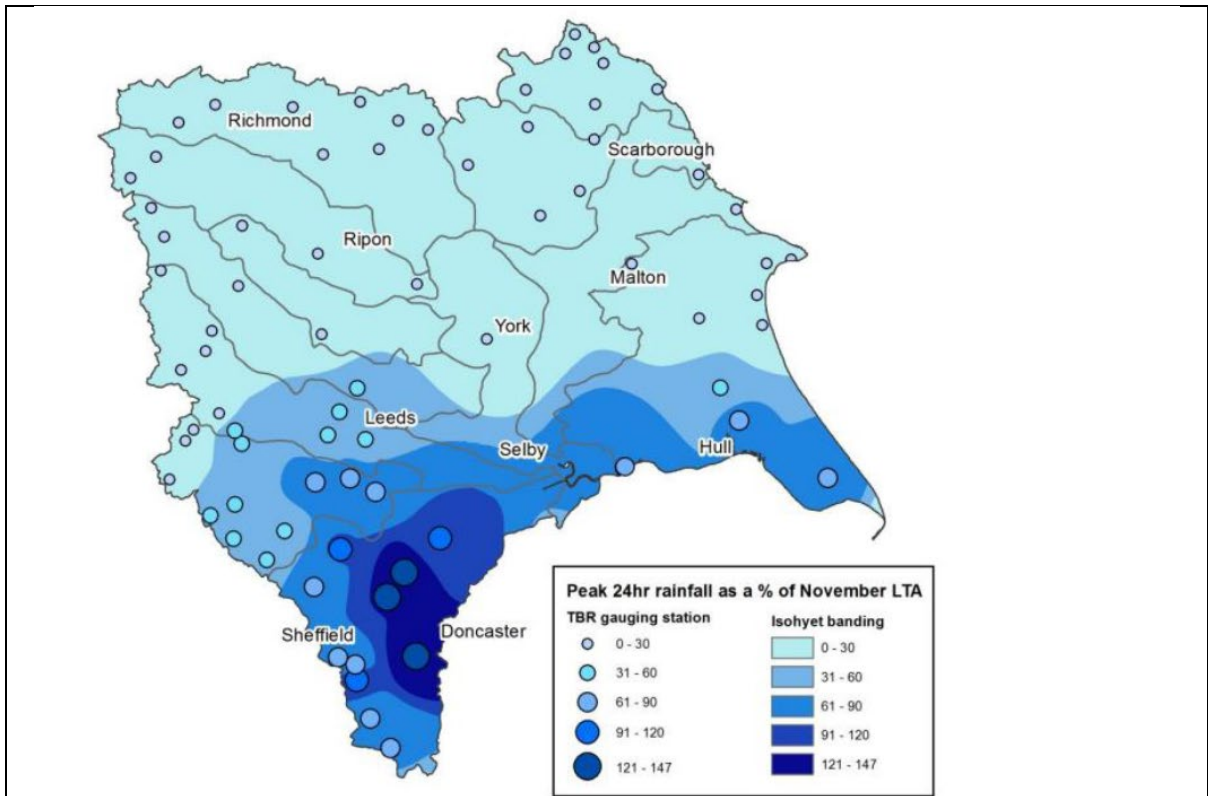 Richmond
Scarborough
Ripon
Malton
York
Leeds
Selby
Hull
Sheffield
Doncaster
Peak 24hr rainfall as a % of November LTA
TBR gauging station
0 - 30
31 - 60
61 - 90
91 - 120
121 - 147
Isohyet banding
0 - 30
31 - 60
61 - 90
91 - 120
121 - 147